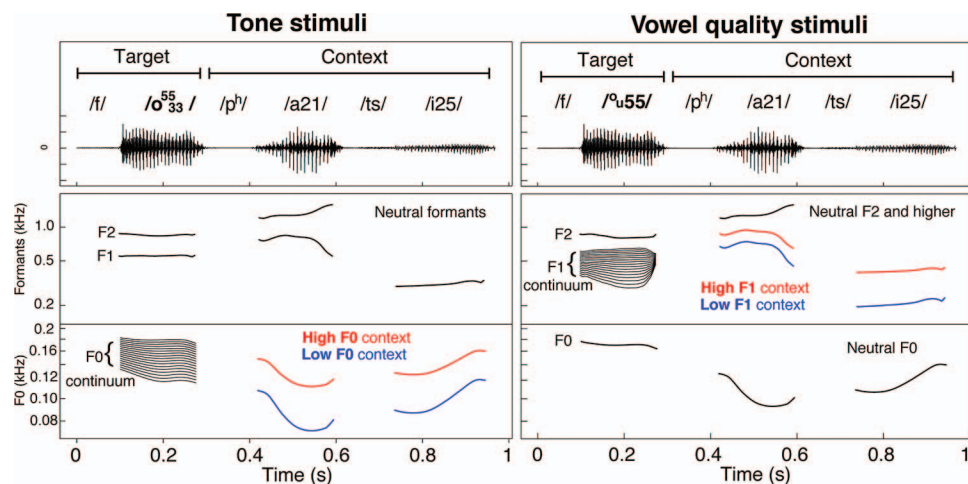 Tone stimuli
Target Context
/f/ /o⁵⁵₃₃ / /pʰ/ /a21/ /ts/ /i25/
0
Formants (kHz)
1.0
0.5
0.2
F2
F1
Neutral formants
F0 (kHz)
0.2
0.16
0.12
0.10
0.08
F0
continuum
High F0 context
Low F0 context
0 0.2 0.4 0.6 0.8 1
Time (s)
Vowel quality stimuli
Target Context
/f/ /ᵒᵤ55/ /pʰ/ /a21/ /ts/ /i25/
F2
F1
continuum
Neutral F2 and higher
High F1 context
Low F1 context
F0
Neutral F0
0 0.2 0.4 0.6 0.8 1
Time (s)